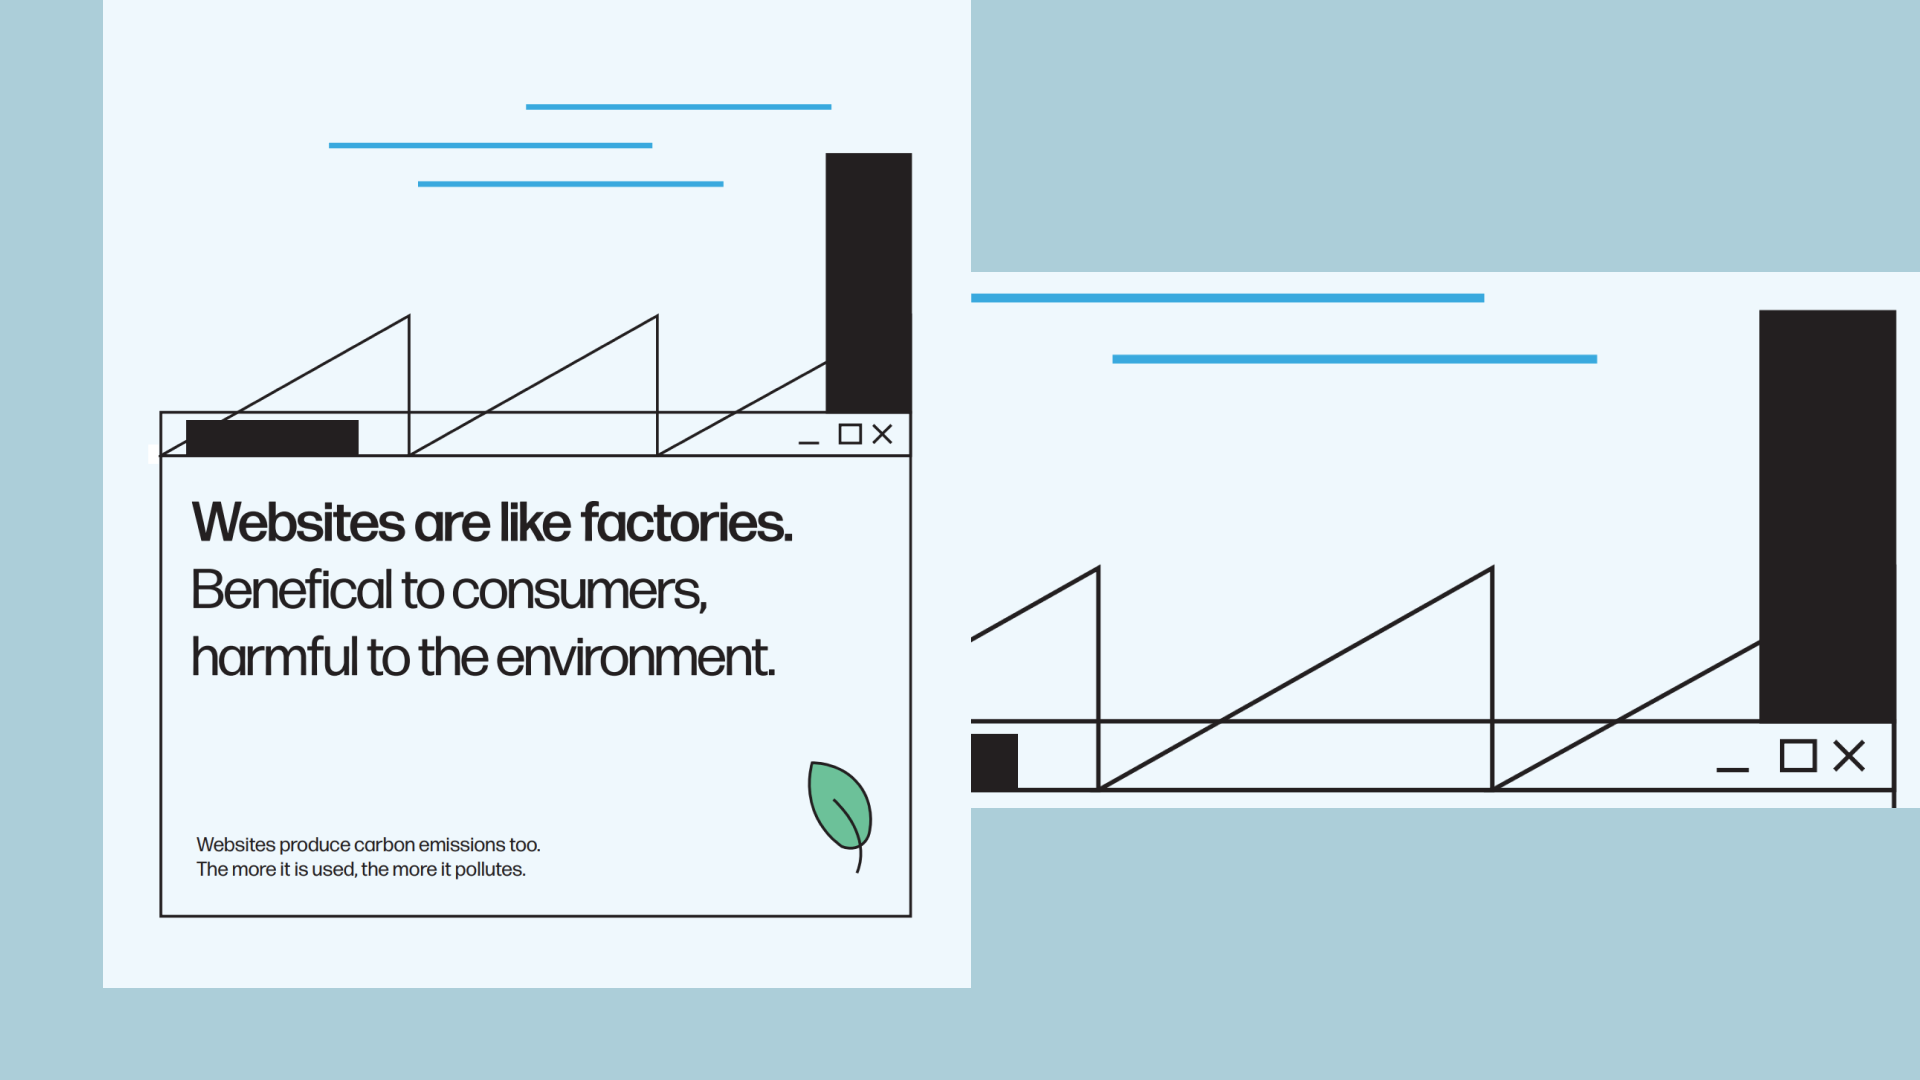 Websites are like factories.
Benefical to consumers,
harmful to the environment.
Websites produce carbon emissions too.
The more it is used, the more it pollutes.